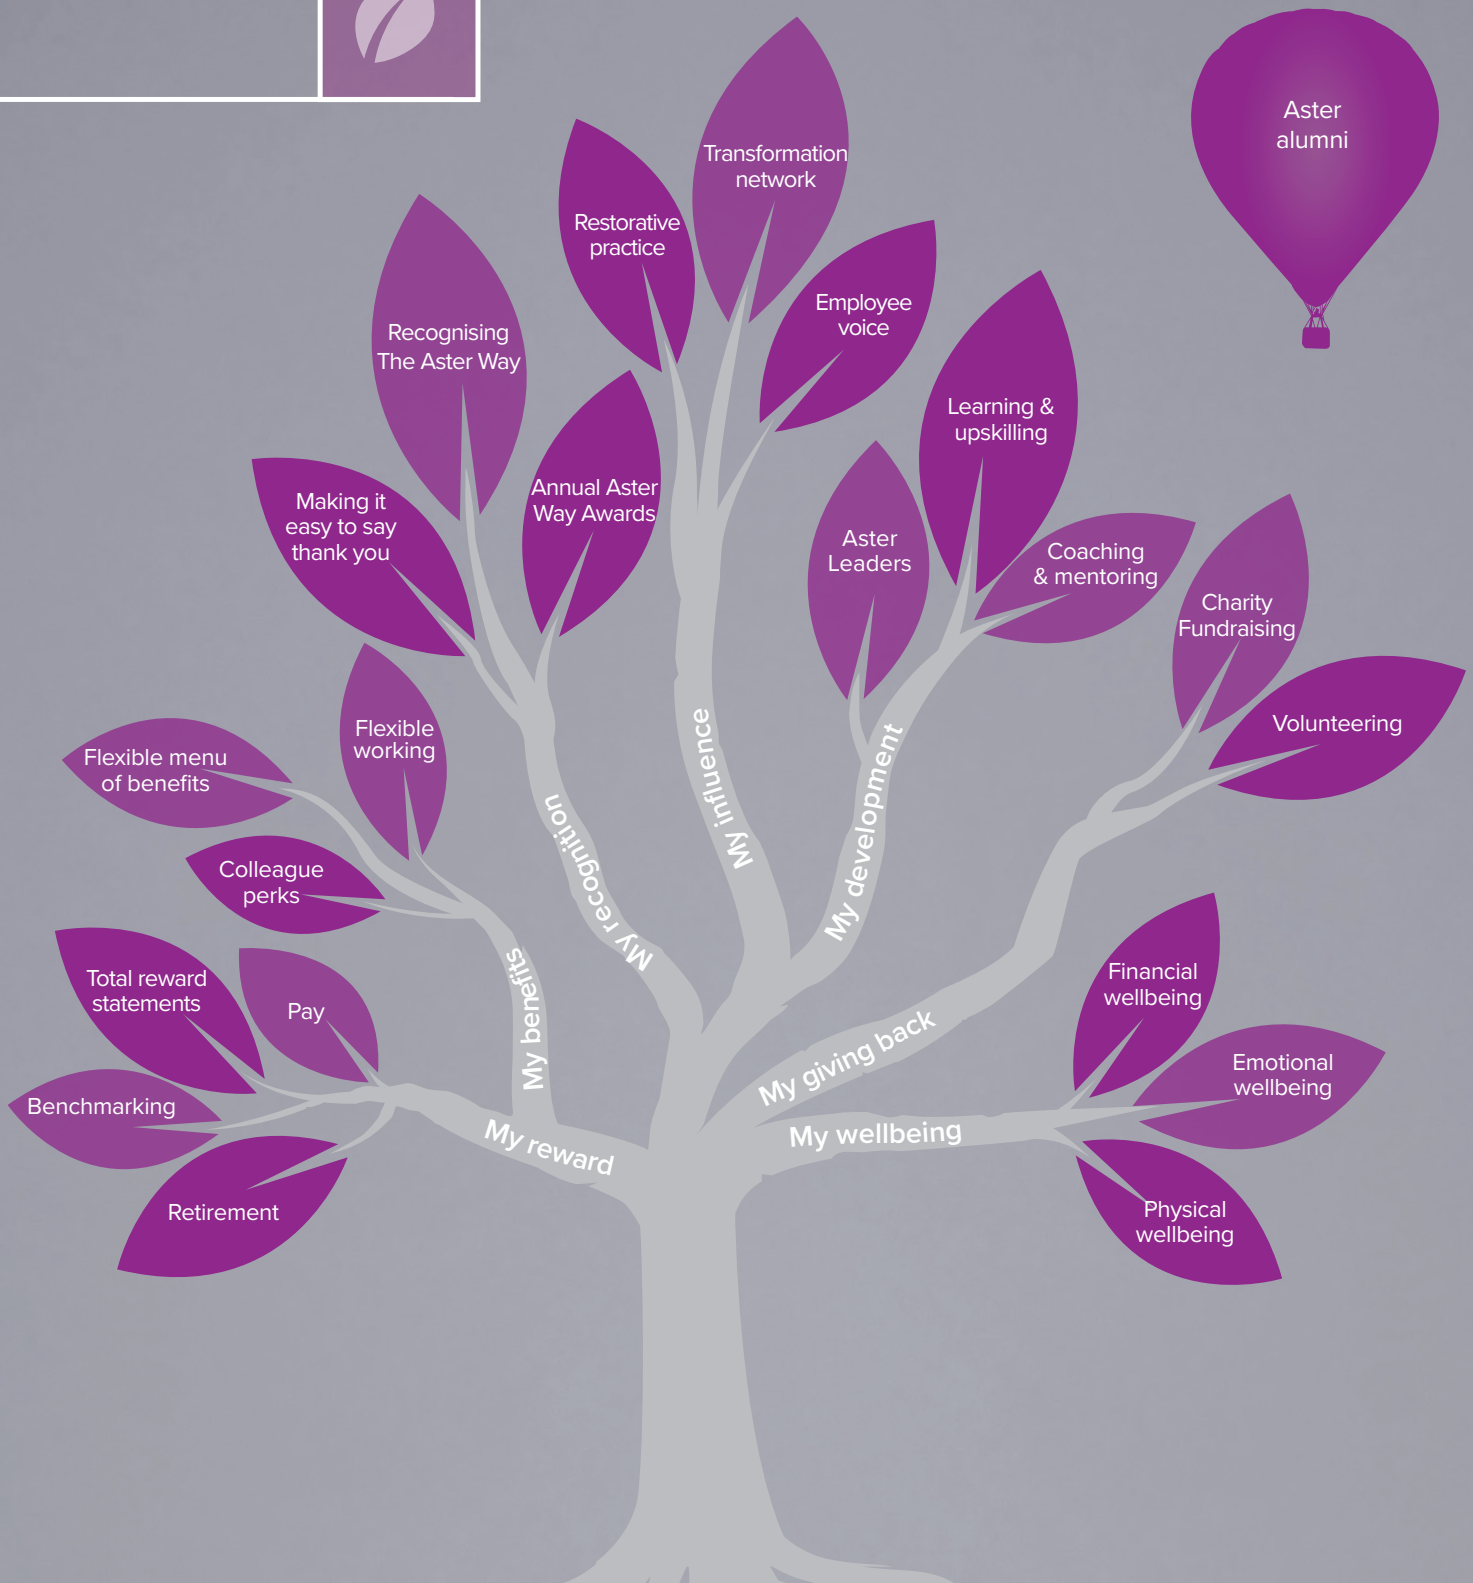 Aster
alumni
Transformation
network
Restorative
practice
Employee
voice
Recognising
The Aster Way
Learning &
upskilling
Annual Aster
Way Awards
Making it
easy to say
thank you
Aster
Leaders
Coaching
& mentoring
Charity
Fundraising
Volunteering
Flexible
working
Flexible menu
of benefits
Colleague
perks
My recognition
My influence
My development
My benefits
Total reward
statements
Pay
Benchmarking
Retirement
My reward
My giving back
My wellbeing
Financial
wellbeing
Emotional
wellbeing
Physical
wellbeing